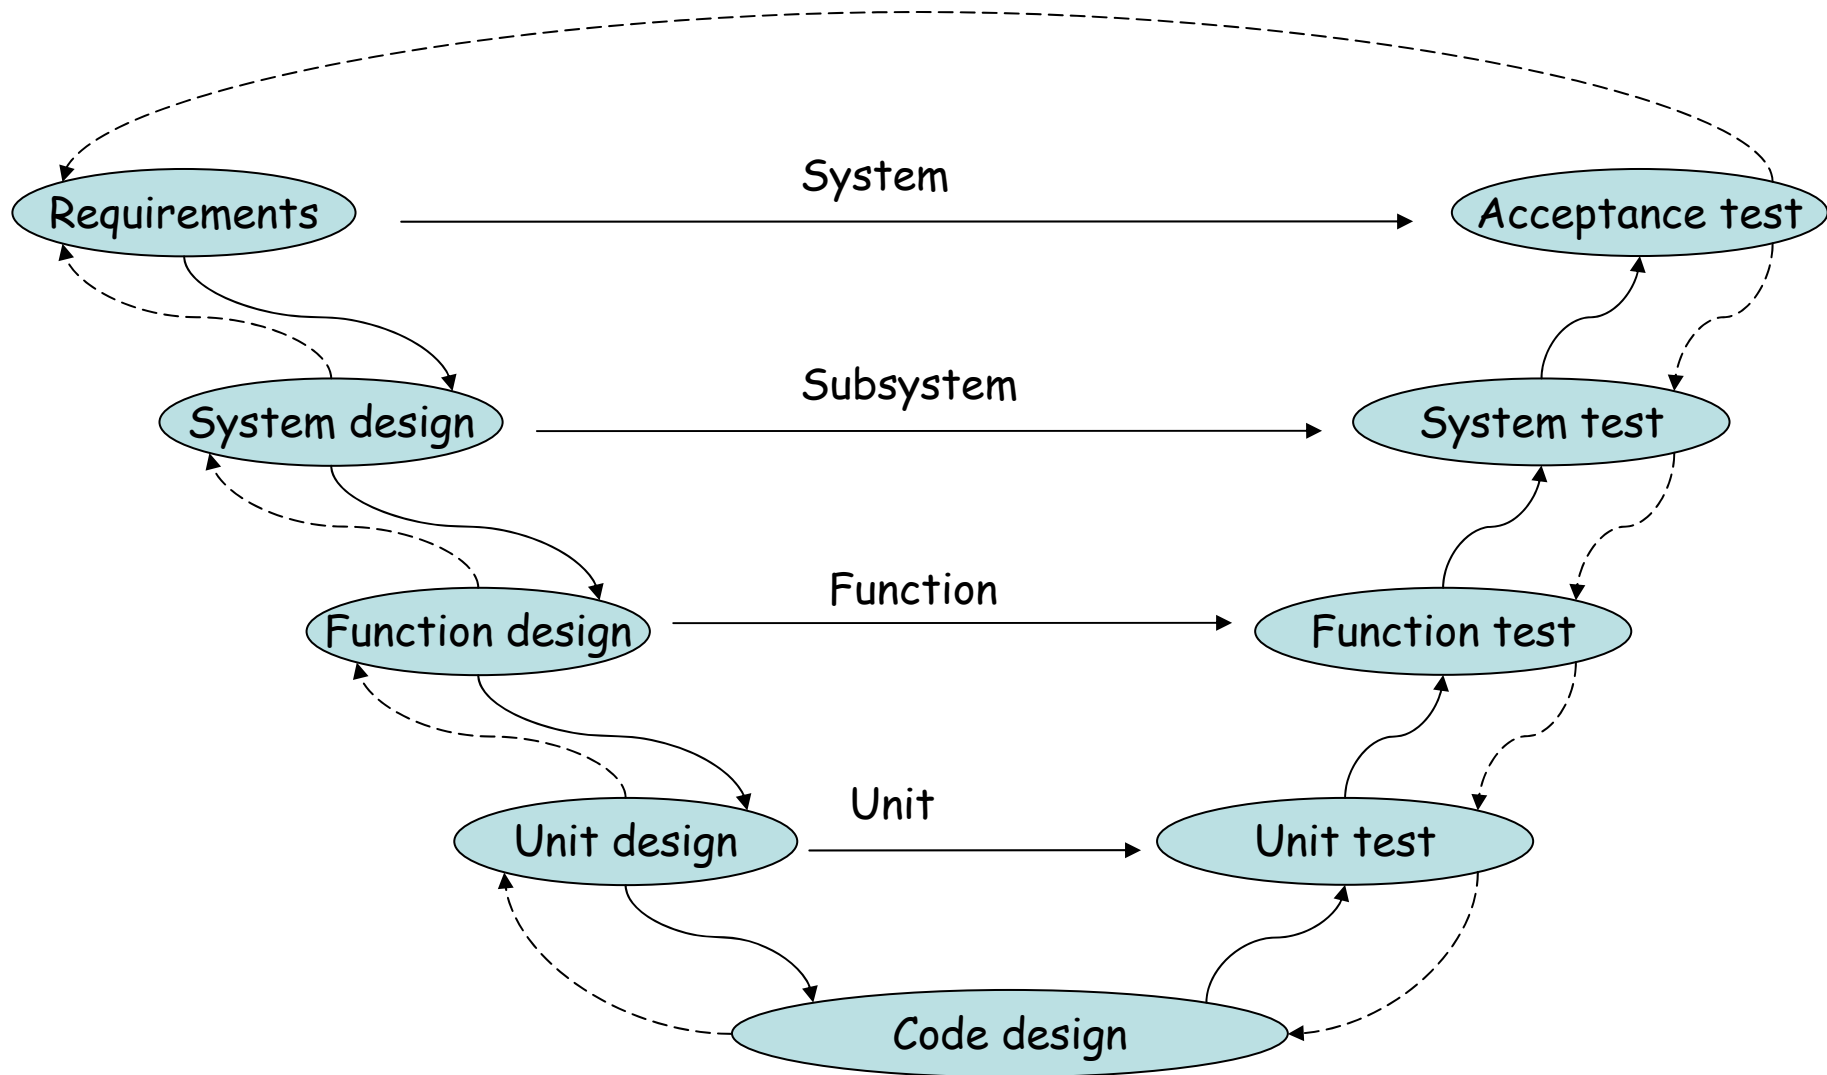 System
Requirements
Acceptance test
Subsystem
System design
System test
Function
Function design
Function test
Unit
Unit design
Unit test
Code design